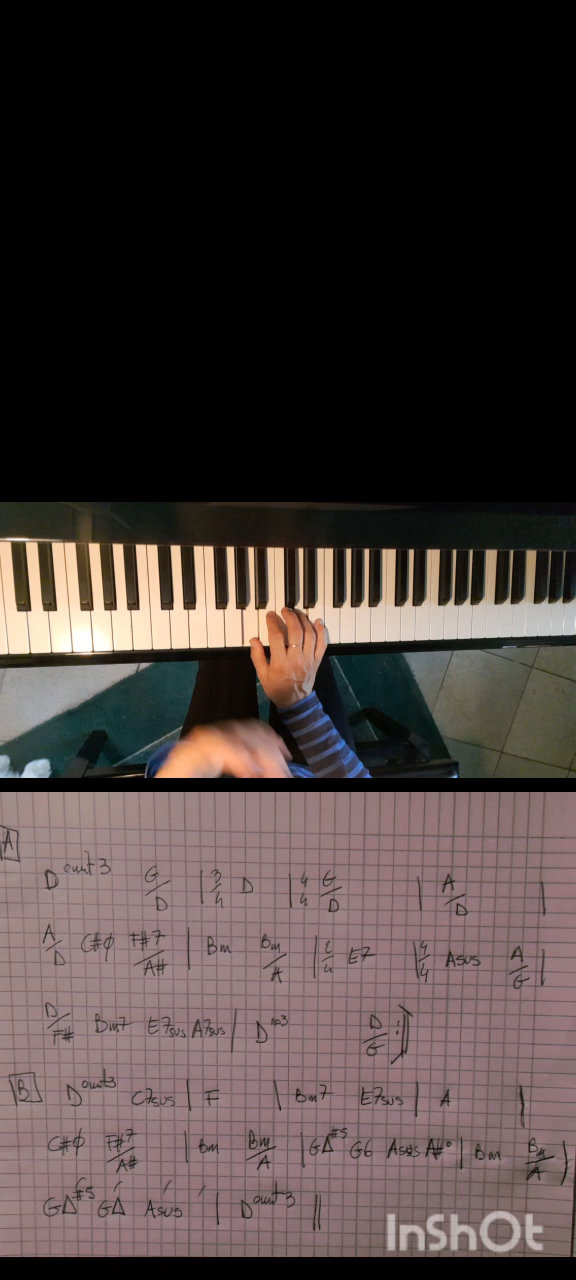 A
D omit3 G/D | 3/4 D | 4/4 G/D | A/D |
A/D C#ø F#7/A# | Bm Bm/A | 2/4 E7 | 4/4 Asus A/G |
D/F# Bm7 E7sus A7sus | D no3 D/G :||
B D omit3 C7sus | F | Bm7 E7sus | A |
C#ø F#7/A# | Bm Bm/A | GΔ#5 G6 Asus A#° | Bm Bm/A |
GΔ#5 GΔ Asus | D omit3 ||
InShOt